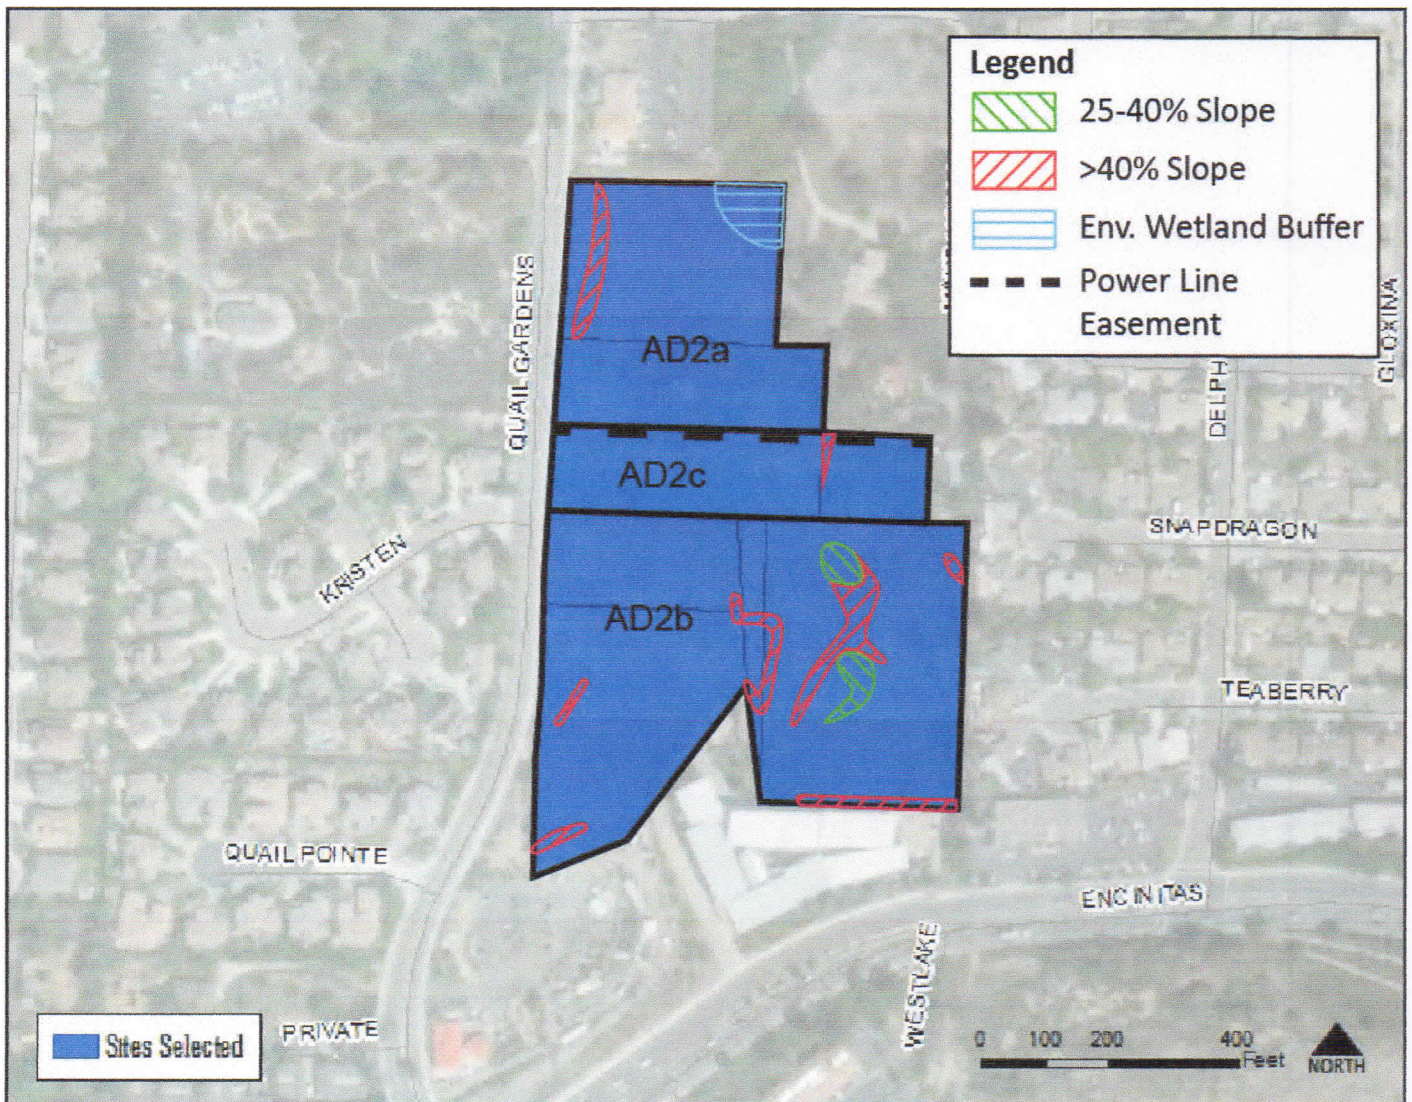 Legend
25-40% Slope
>40% Slope
Env. Wetland Buffer
Power Line
Easement
QUAIL GARDENS
GLOXINA
DELPH
AD2a
AD2c
AD2b
KRISTEN
SNAPDRAGON
TEABERRY
QUAIL POINTE
ENCINITAS
WESTLAKE
PRIVATE
Sites Selected
0 100 200 400
Feet
NORTH